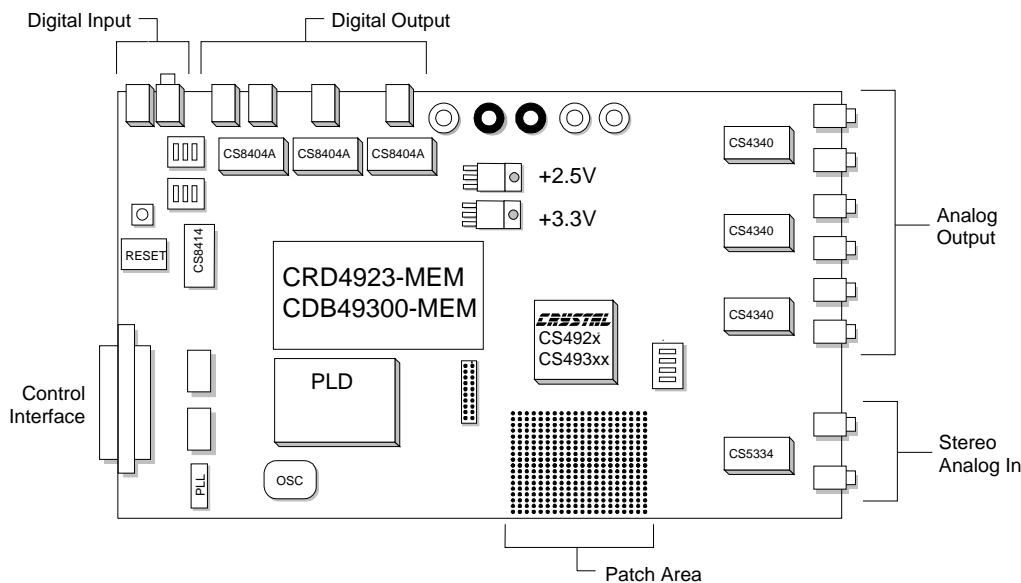 Digital Input
Digital Output
CS8404A
CS8404A
CS8404A
CS4340
+2.5V
+3.3V
CS4340
Analog
Output
RESET
CS8414
CRD4923-MEM
CDB49300-MEM
CRYSTAL
CS492x
CS493xx
CS4340
PLD
Control
Interface
CS5334
Stereo
Analog In
PLL
OSC
Patch Area